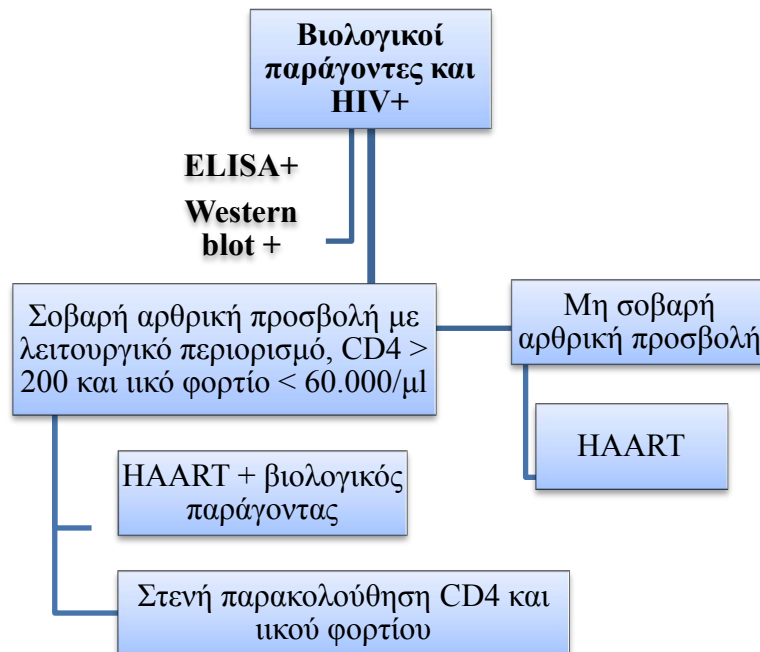 Βιολογικοί
παράγοντες και
HIV+
ELISA+
Western
blot +
Σοβαρή αρθρική προσβολή με
λειτουργικό περιορισμό, CD4 >
200 και ιικό φορτίο < 60.000/μl
Μη σοβαρή
αρθρική προσβολή
HAART
HAART + βιολογικός
παράγοντας
Στενή παρακολούθηση CD4 και
ιικού φορτίου